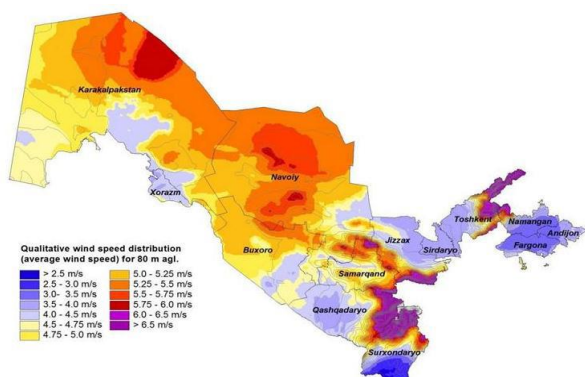 Karakalpakstan
Xorazm
Navoiy
Buxoro
Jizzax
Samarqand
Sirdaryo
Toshkent
Namangan
Andijon
Fargona
Qashqadaryo
Surxondaryo
Qualitative wind speed distribution
(average wind speed) for 80 m agl.
> 2.5 m/s
2.5 - 3.0 m/s
3.0- 3.5 m/s
3.5 - 4.0 m/s
4.0 - 4.5 m/s
4.5 - 4.75 m/s
4.75 - 5.0 m/s
5.0 - 5.25 m/s
5.25 - 5.5 m/s
5.5 - 5.75 m/s
5.75 - 6.0 m/s
6.0 - 6.5 m/s
> 6.5 m/s